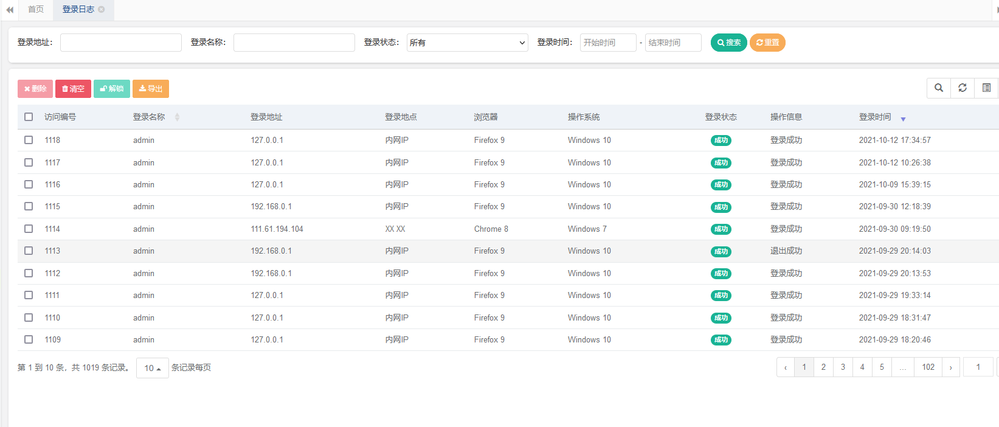 首页 登录日志
登录地址： 登录名称： 登录状态： 所有 登录时间： 开始时间 - 结束时间 搜索 重置
删除 清空 解锁 导出
访问编号 登录名称 登录地址 登录地点 浏览器 操作系统 登录状态 操作信息 登录时间
1118 admin 127.0.0.1 内网IP Firefox 9 Windows 10 成功 登录成功 2021-10-12 17:34:57
1117 admin 127.0.0.1 内网IP Firefox 9 Windows 10 成功 登录成功 2021-10-12 10:26:38
1116 admin 127.0.0.1 内网IP Firefox 9 Windows 10 成功 登录成功 2021-10-09 15:39:15
1115 admin 192.168.0.1 内网IP Firefox 9 Windows 10 成功 登录成功 2021-09-30 12:18:39
1114 admin 111.61.194.104 XX XX Chrome 8 Windows 7 成功 登录成功 2021-09-30 09:19:50
1113 admin 192.168.0.1 内网IP Firefox 9 Windows 10 成功 退出成功 2021-09-29 20:14:03
1112 admin 192.168.0.1 内网IP Firefox 9 Windows 10 成功 登录成功 2021-09-29 20:13:53
1111 admin 127.0.0.1 内网IP Firefox 9 Windows 10 成功 登录成功 2021-09-29 19:33:14
1110 admin 127.0.0.1 内网IP Firefox 9 Windows 10 成功 登录成功 2021-09-29 18:31:47
1109 admin 127.0.0.1 内网IP Firefox 9 Windows 10 成功 登录成功 2021-09-29 18:20:46
第 1 到 10 条，共 1019 条记录。 10 条记录每页 ‹ 1 2 3 4 5 ... 102 › 1